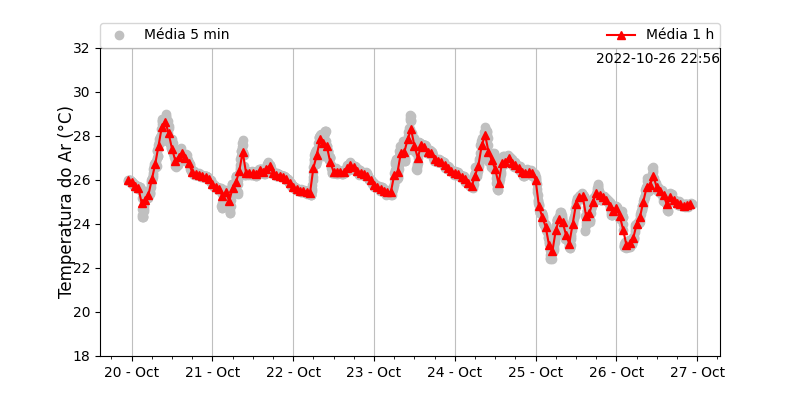 Média 5 min
Média 1 h
2022-10-26 22:56
Temperatura do Ar (°C)
32
30
28
26
24
22
20
18
20 - Oct
21 - Oct
22 - Oct
23 - Oct
24 - Oct
25 - Oct
26 - Oct
27 - Oct